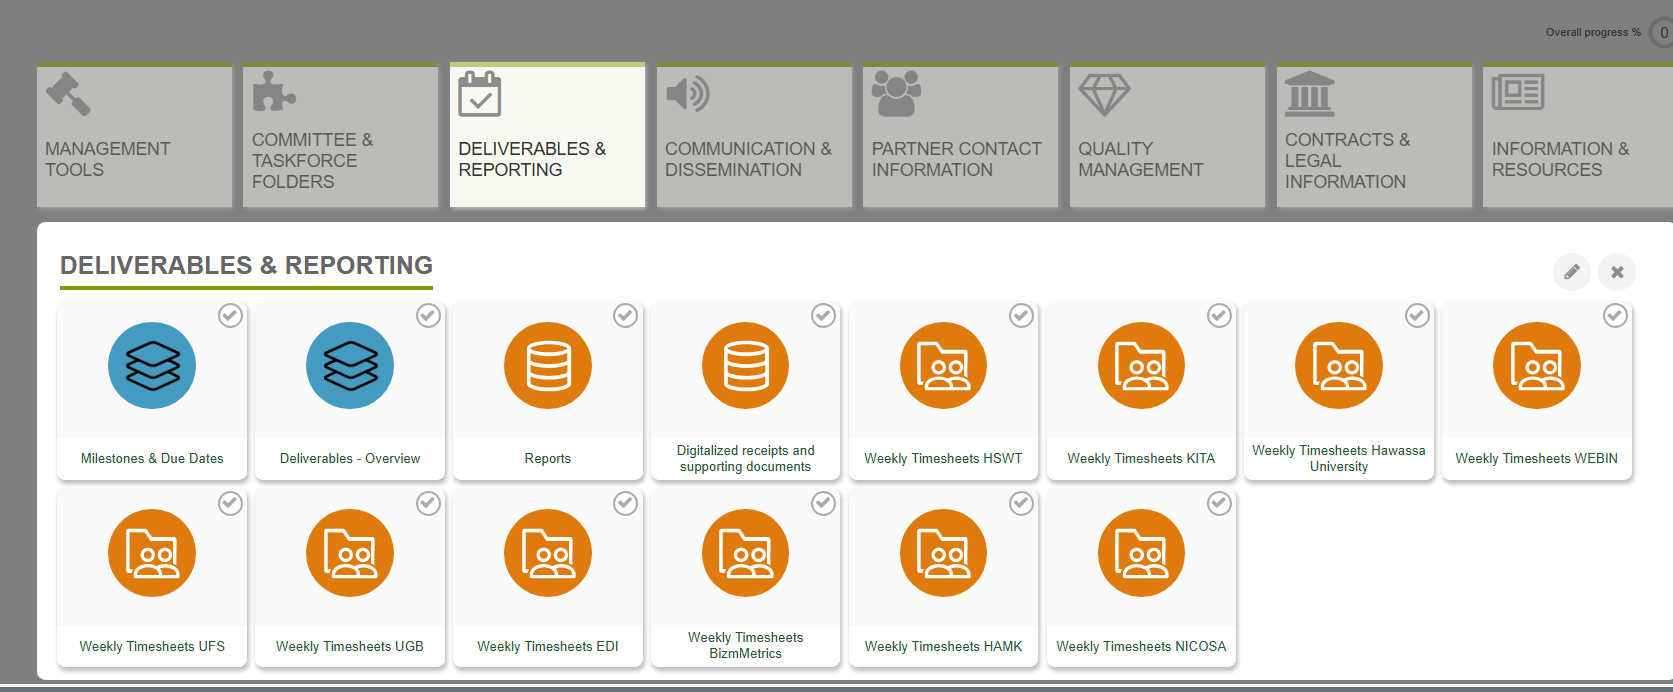 Overall progress % 0
MANAGEMENT
TOOLS
COMMITTEE &
TASKFORCE
FOLDERS
DELIVERABLES &
REPORTING
COMMUNICATION &
DISSEMINATION
PARTNER CONTACT
INFORMATION
QUALITY
MANAGEMENT
CONTRACTS &
LEGAL
INFORMATION
INFORMATION &
RESOURCES
DELIVERABLES & REPORTING
Milestones & Due Dates
Deliverables - Overview
Reports
Digitalized receipts and
supporting documents
Weekly Timesheets HSWT
Weekly Timesheets KITA
Weekly Timesheets Hawassa
University
Weekly Timesheets WEBIN
Weekly Timesheets UFS
Weekly Timesheets UGB
Weekly Timesheets EDI
Weekly Timesheets
BizmMetrics
Weekly Timesheets HAMK
Weekly Timesheets NICOSA